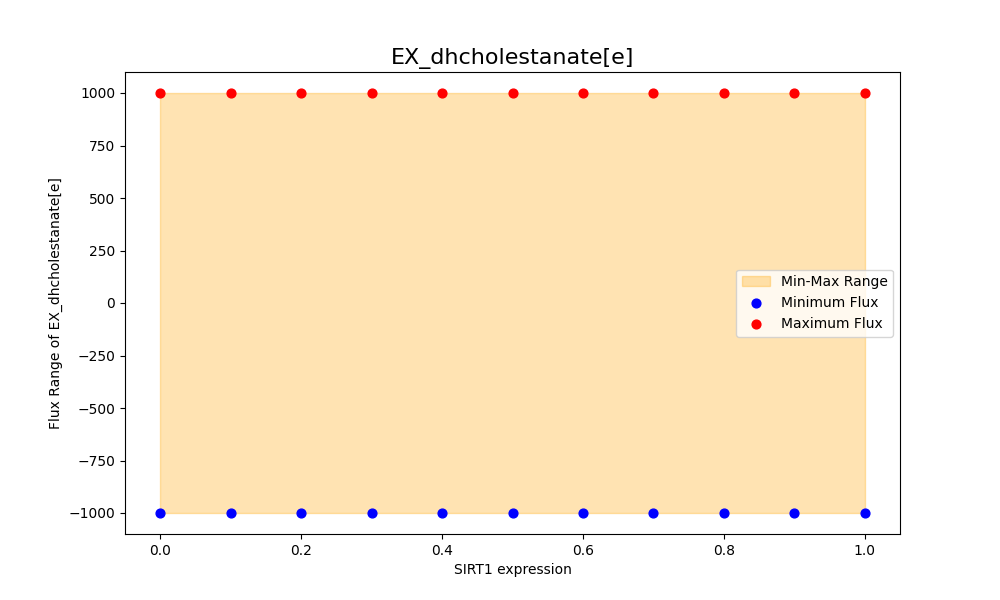 EX_dhcholestanate[e]
Flux Range of EX_dhcholestanate[e]
1000
750
500
250
0
−250
−500
−750
−1000
Min-Max Range
Minimum Flux
Maximum Flux
0.0
0.2
0.4
0.6
0.8
1.0
SIRT1 expression